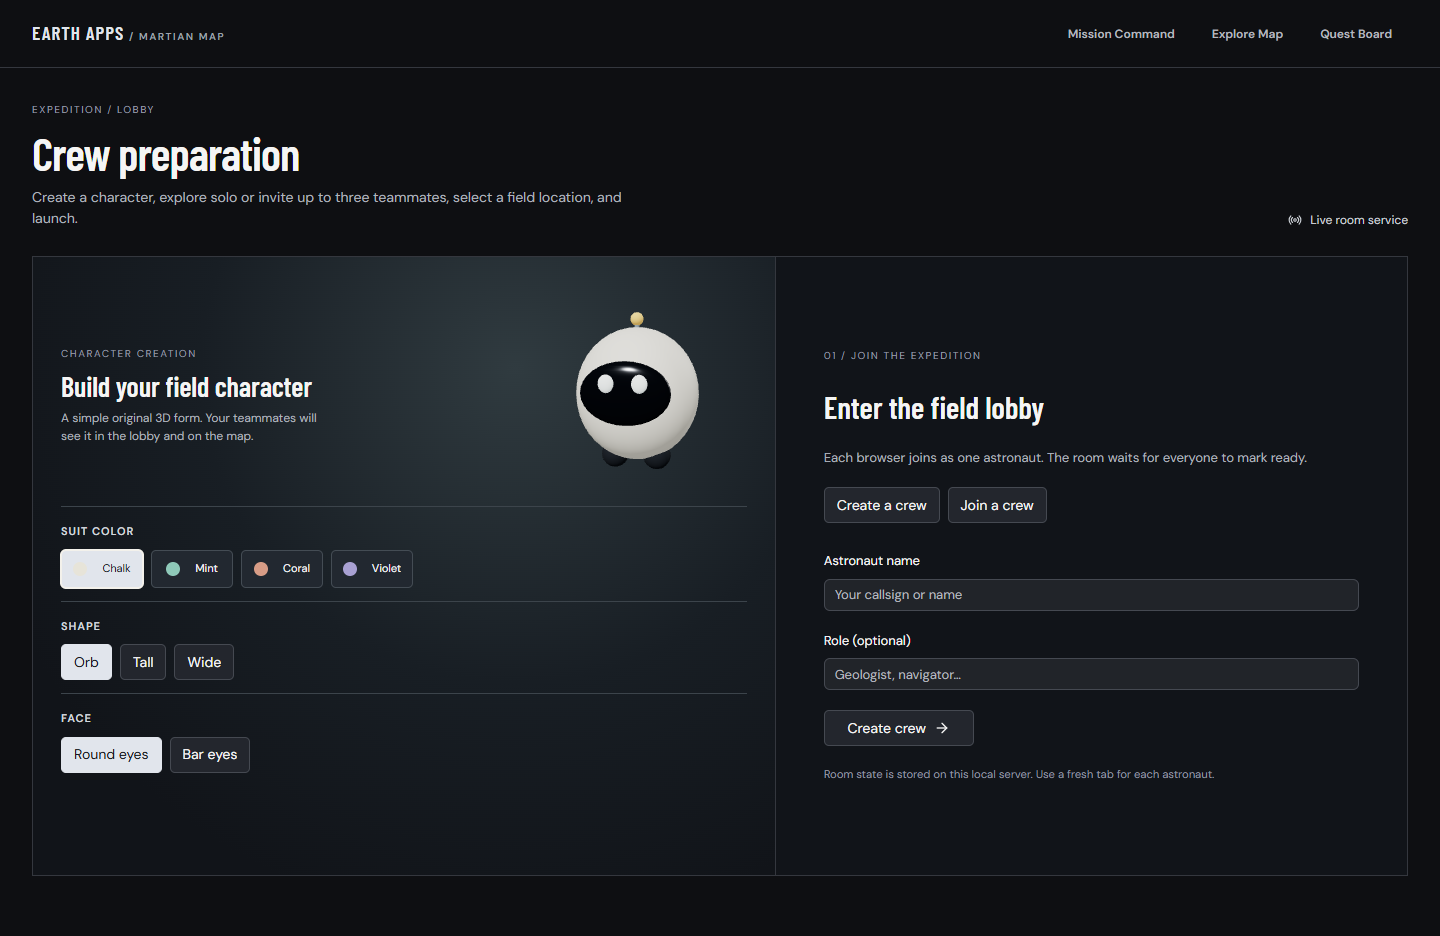 EARTH APPS / MARTIAN MAP
Mission Command
Explore Map
Quest Board
EXPEDITION / LOBBY
Crew preparation
Create a character, explore solo or invite up to three teammates, select a field location, and
launch.
Live room service
CHARACTER CREATION
Build your field character
A simple original 3D form. Your teammates will
see it in the lobby and on the map.
SUIT COLOR
Chalk
Mint
Coral
Violet
SHAPE
Orb
Tall
Wide
FACE
Round eyes
Bar eyes
01 / JOIN THE EXPEDITION
Enter the field lobby
Each browser joins as one astronaut. The room waits for everyone to mark ready.
Create a crew
Join a crew
Astronaut name
Your callsign or name
Role (optional)
Geologist, navigator...
Create crew
Room state is stored on this local server. Use a fresh tab for each astronaut.